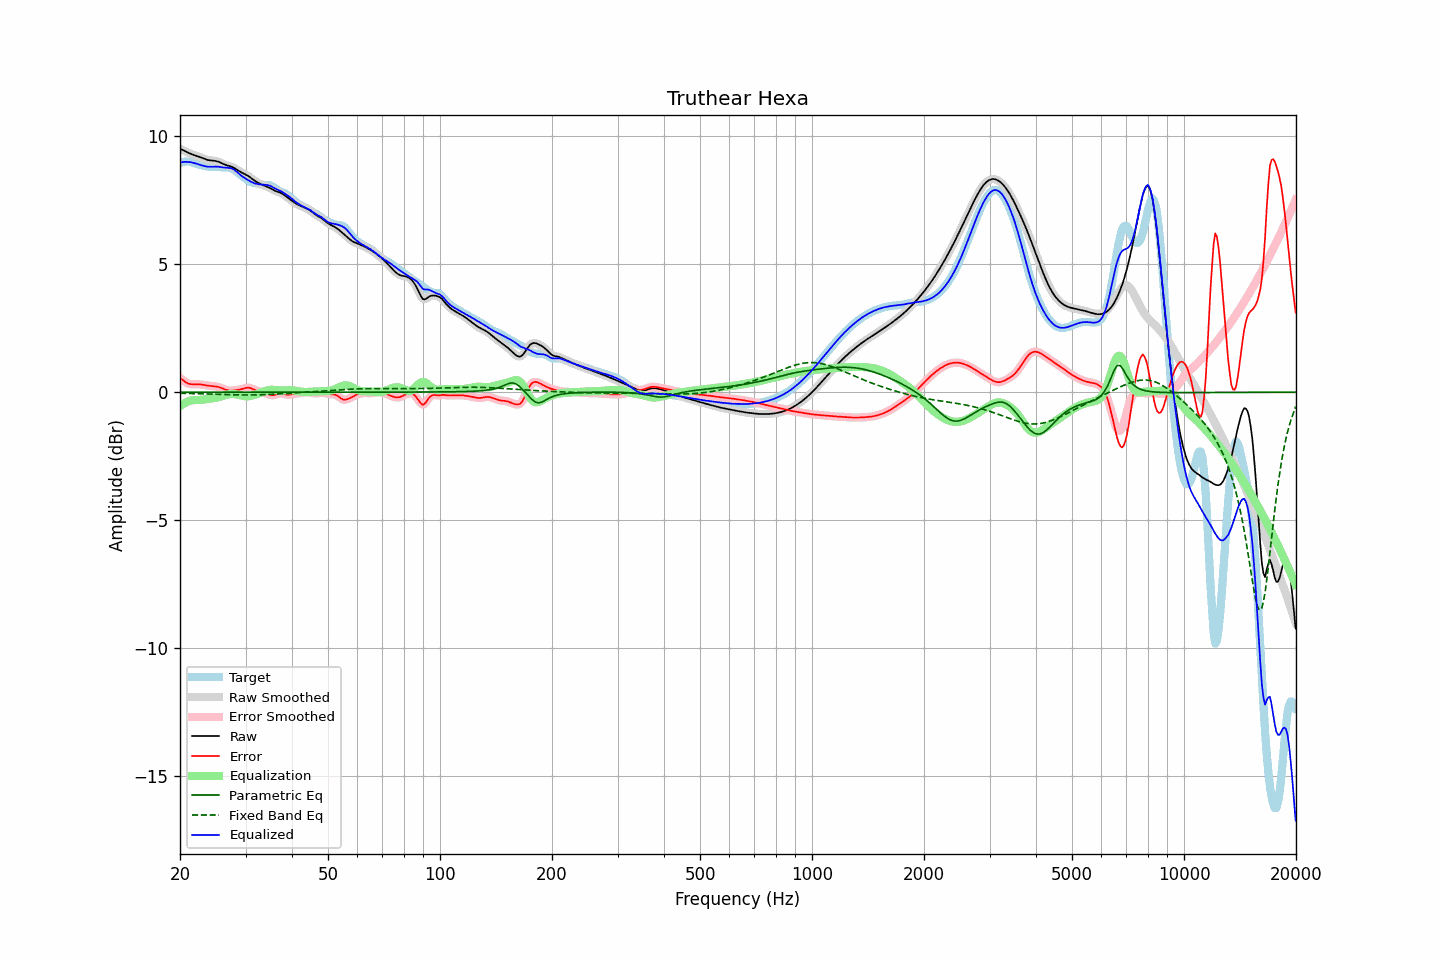 Truthear Hexa
10
5
0
−5
−10
−15
Amplitude (dBr)
Target
Raw Smoothed
Error Smoothed
Raw
Error
Equalization
Parametric Eq
Fixed Band Eq
Equalized
20 50 100 200 500 1000 2000 5000 10000 20000
Frequency (Hz)